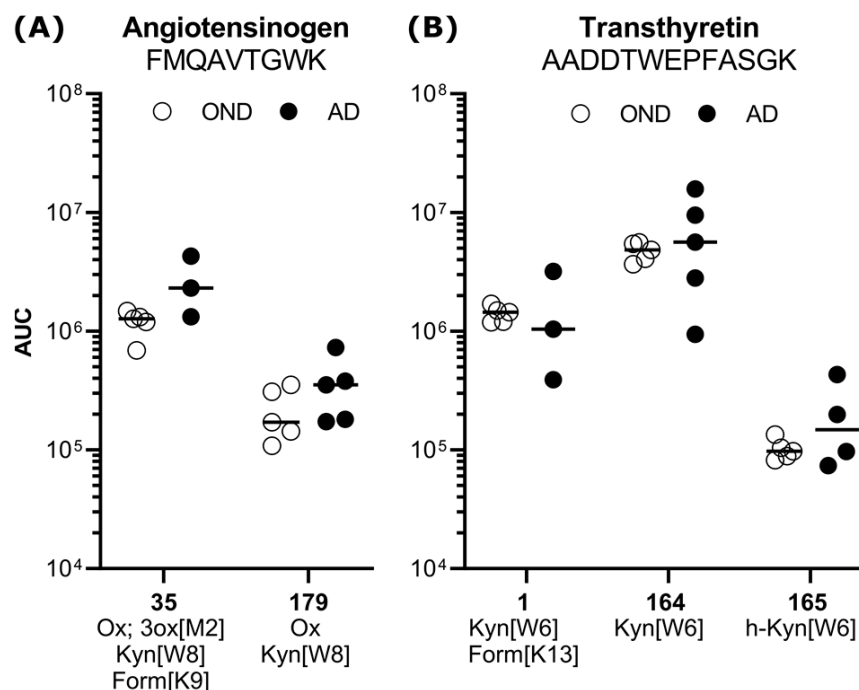 (A) Angiotensinogen
FMQAVTGWK
OND AD
AUC
10⁸
10⁷
10⁶
10⁵
10⁴
35
Ox; 3ox[M2]
Kyn[W8]
Form[K9]
179
Ox
Kyn[W8]
(B) Transthyretin
AADDTWEPFASGK
OND AD
10⁸
10⁷
10⁶
10⁵
10⁴
1
Kyn[W6]
Form[K13]
164
Kyn[W6]
165
h-Kyn[W6]